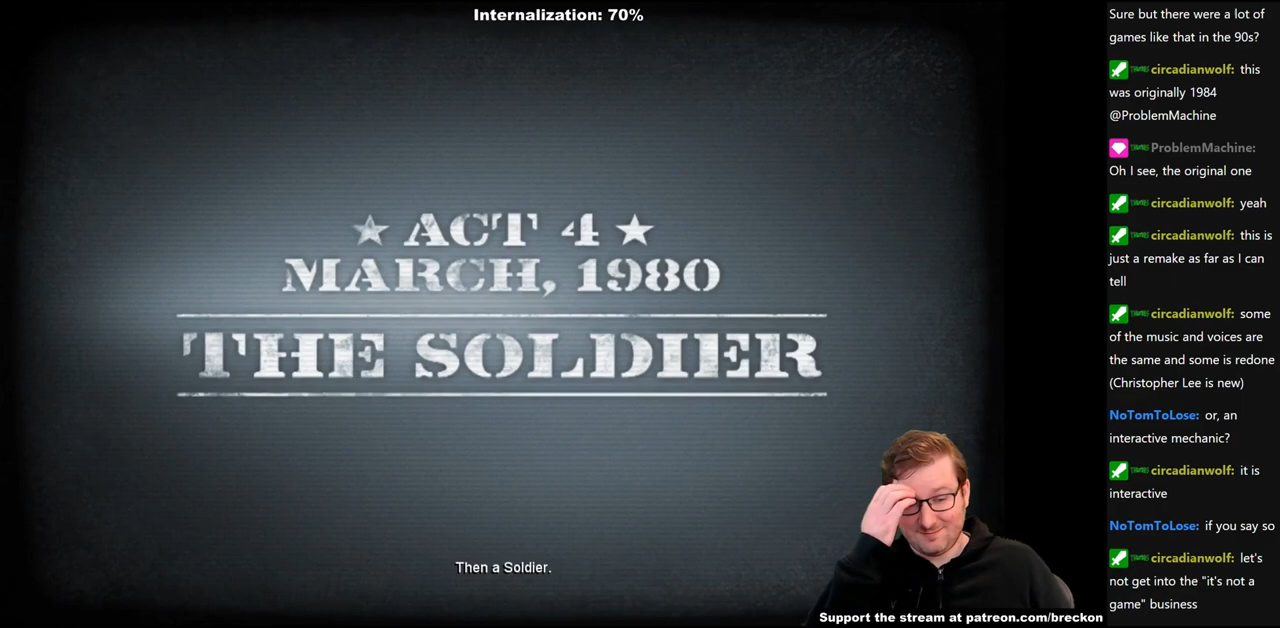 Internalization: 70%
★ ACT 4 ★
MARCH, 1980
THE SOLDIER
Then a Soldier.
Support the stream at patreon.com/breckon
Sure but there were a lot of
games like that in the 90s?
circadianwolf: this
was originally 1984
@ProblemMachine
ProblemMachine:
Oh I see, the original one
circadianwolf: yeah
circadianwolf: this is
just a remake as far as I can
tell
circadianwolf: some
of the music and voices are
the same and some is redone
(Christopher Lee is new)
NoTomToLose: or, an
interactive mechanic?
circadianwolf: it is
interactive
NoTomToLose: if you say so
circadianwolf: let's
not get into the "it's not a
game" business